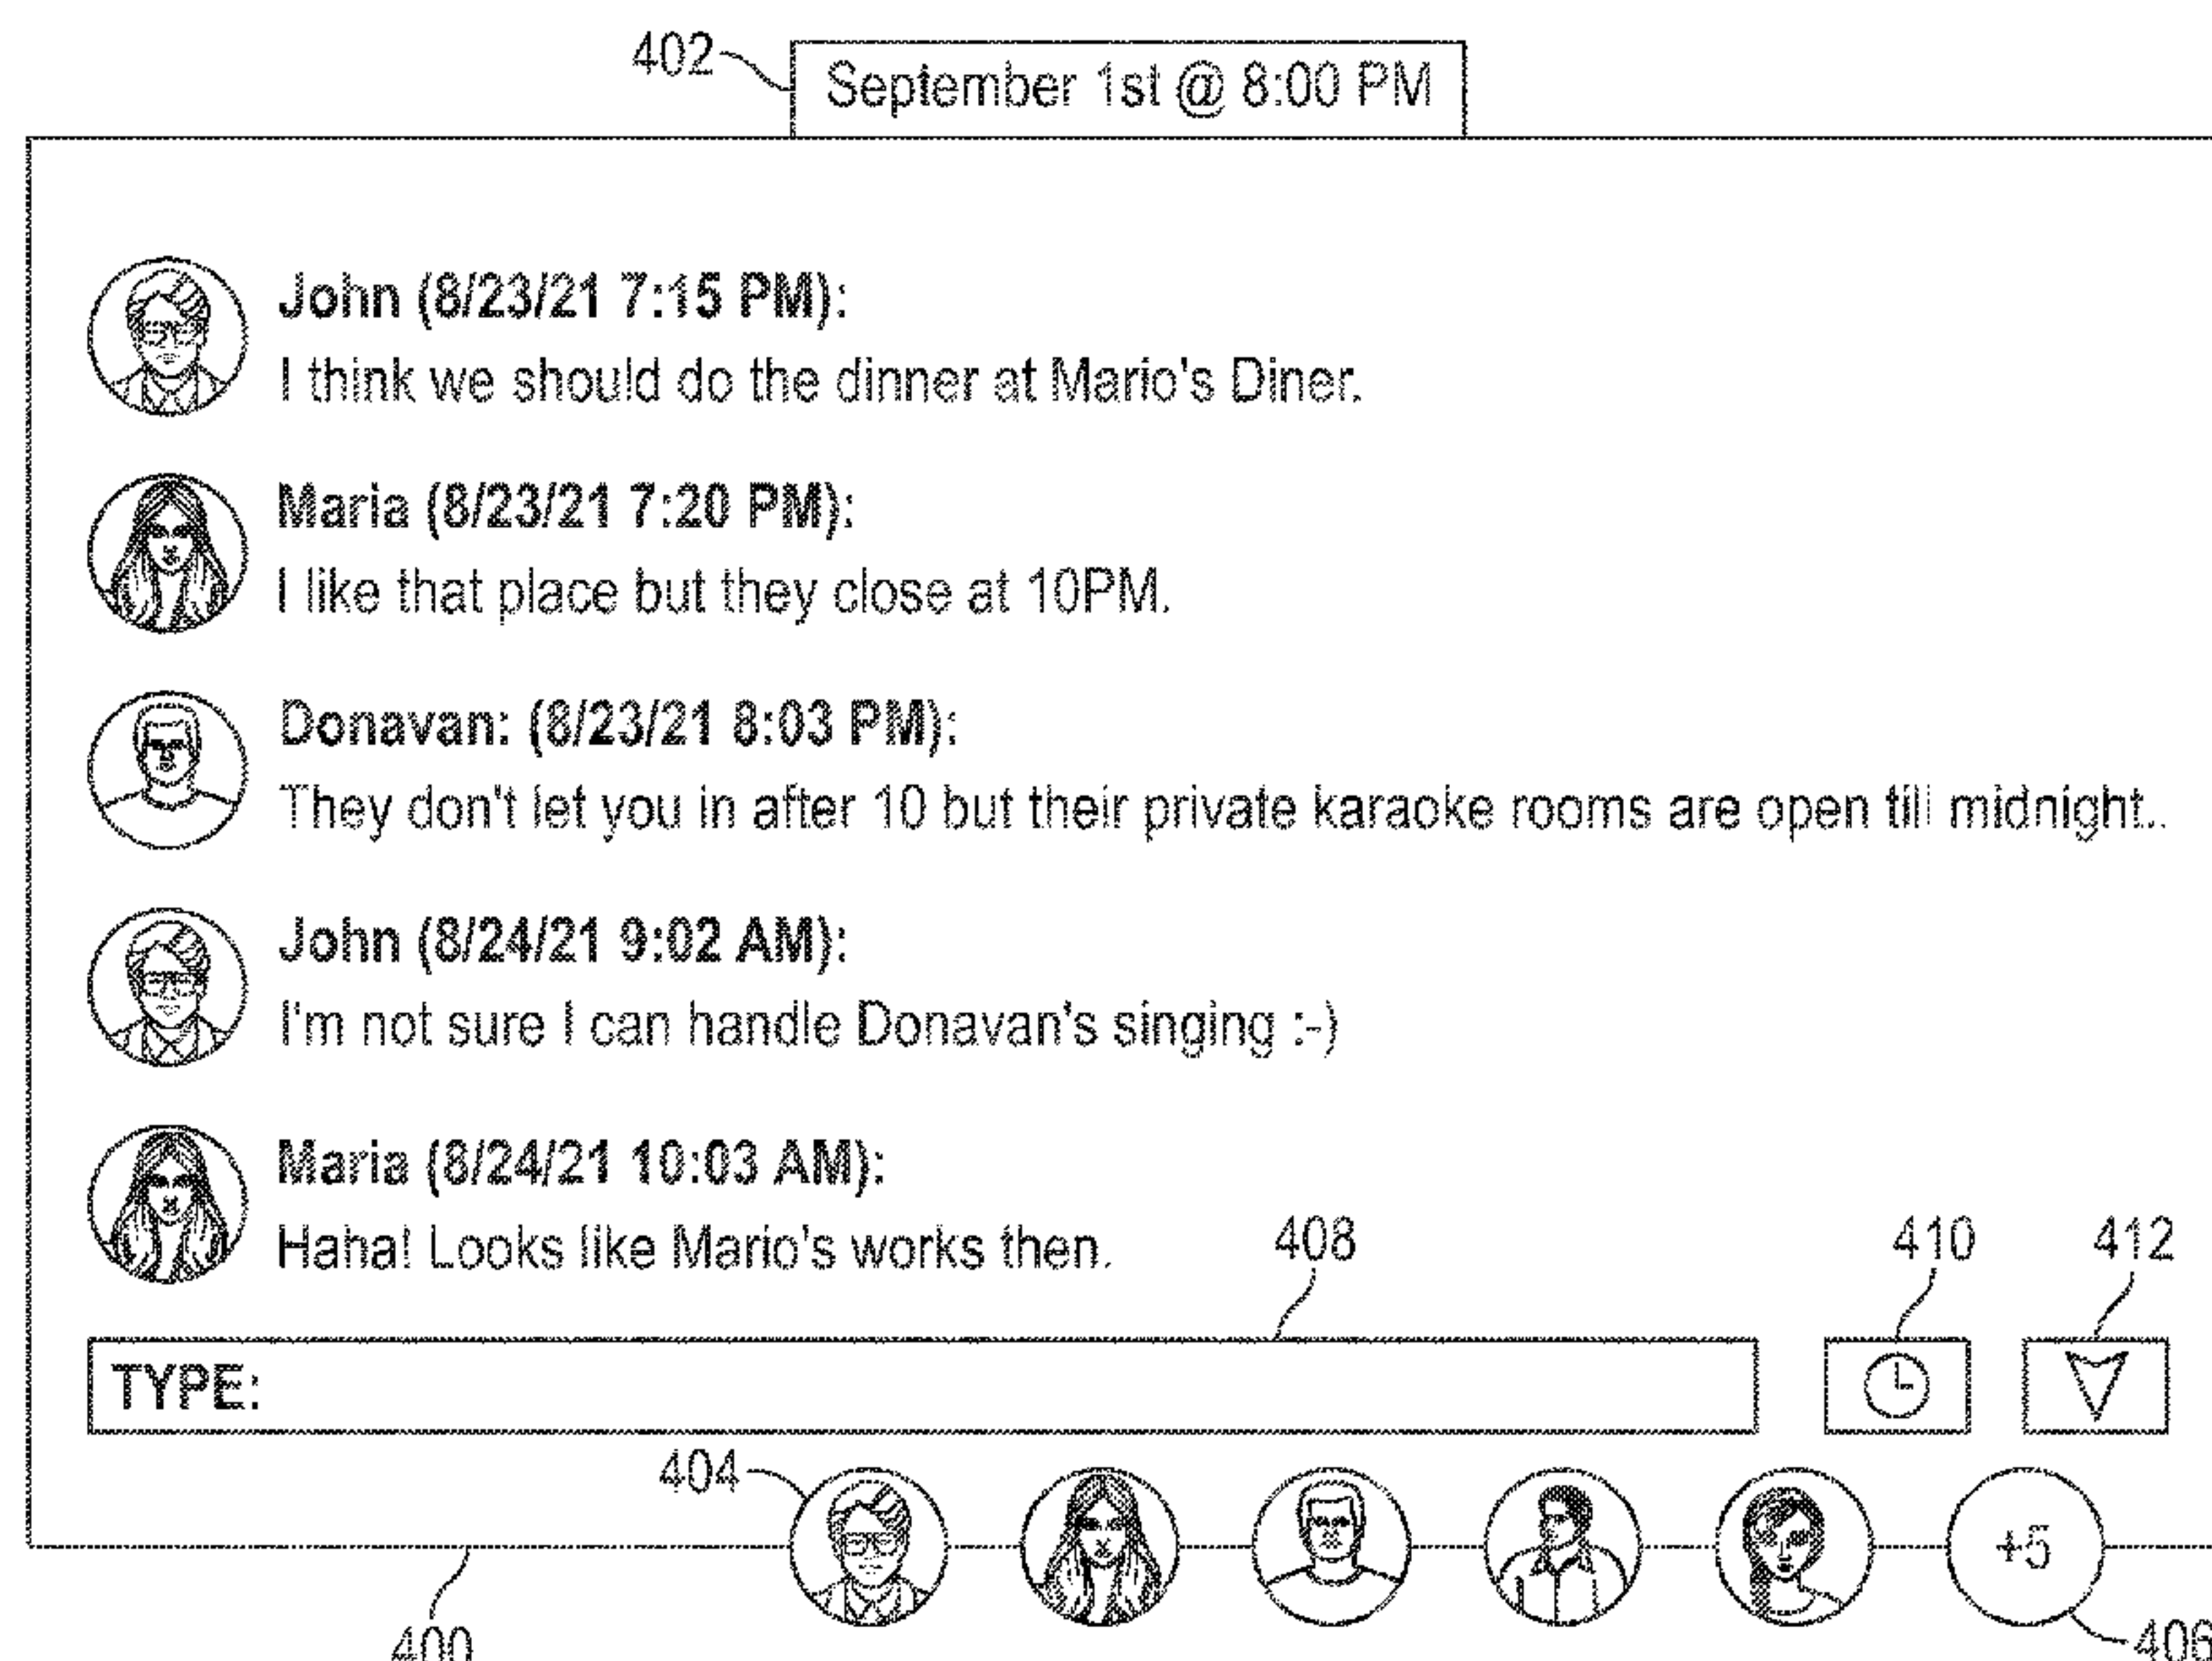 402
September 1st @ 8:00 PM
John (8/23/21 7:15 PM):
I think we should do the dinner at Mario's Diner.
Maria (8/23/21 7:20 PM):
I like that place but they close at 10PM.
Donavan: (8/23/21 8:03 PM):
They don't let you in after 10 but their private karaoke rooms are open till midnight..
John (8/24/21 9:02 AM):
I'm not sure I can handle Donavan's singing :-)
Maria (8/24/21 10:03 AM):
Haha! Looks like Mario's works then.
408 410 412
TYPE:
404
+5
400 406